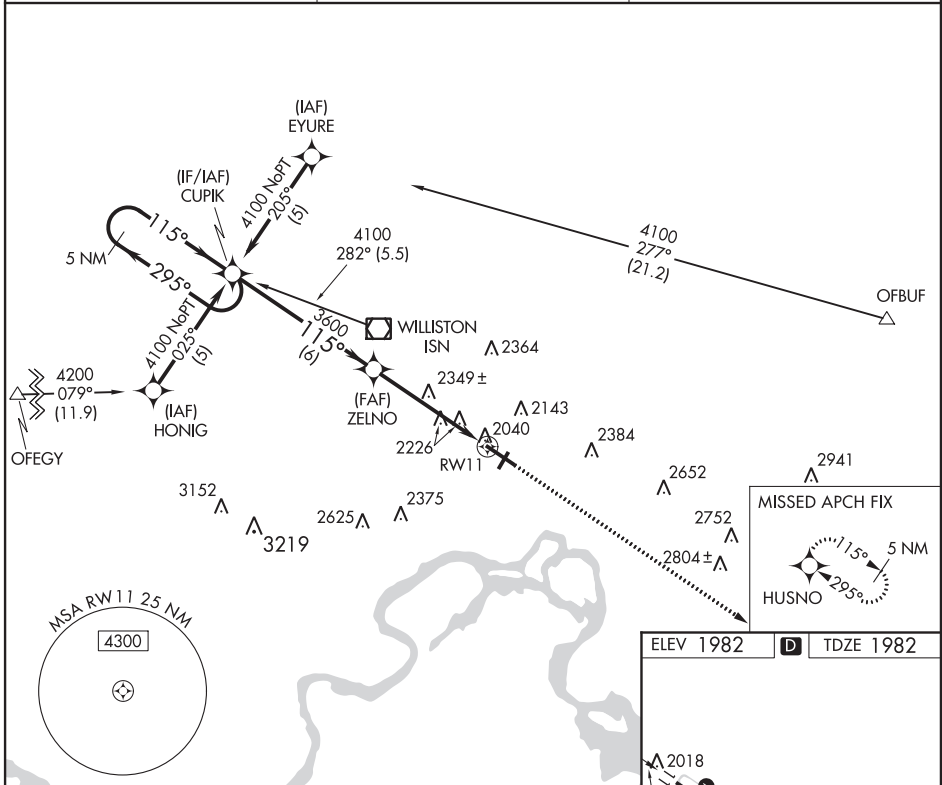 (IAF)
EYURE
(IF/IAF)
CUPIK
4100 NoPT
205°
(5)
115°
5 NM
295°
4100
282° (5.5)
4100
277°
(21.2)
OFBUF
WILLISTON
ISN
3600
115°
(6)
4100 NoPT
025°
(5)
4200
079°
(11.9)
OFEGY
(IAF)
HONIG
(FAF)
ZELNO
2364
2349±
2143
2226
2040
RW11
2384
2652
2941
3152
3219
2625
2375
2752
2804±
MISSED APCH FIX
115°
5 NM
295°
HUSNO
MSA RW11 25 NM
4300
ELEV 1982
D
TDZE 1982
2018